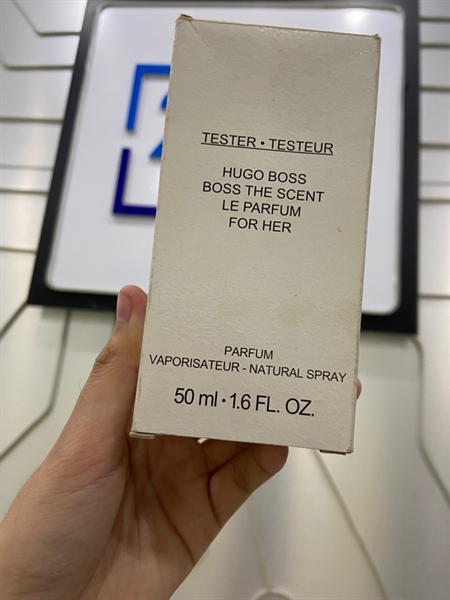 TESTER • TESTEUR
HUGO BOSS
BOSS THE SCENT
LE PARFUM
FOR HER
PARFUM
VAPORISATEUR - NATURAL SPRAY
50 ml • 1.6 FL. OZ.